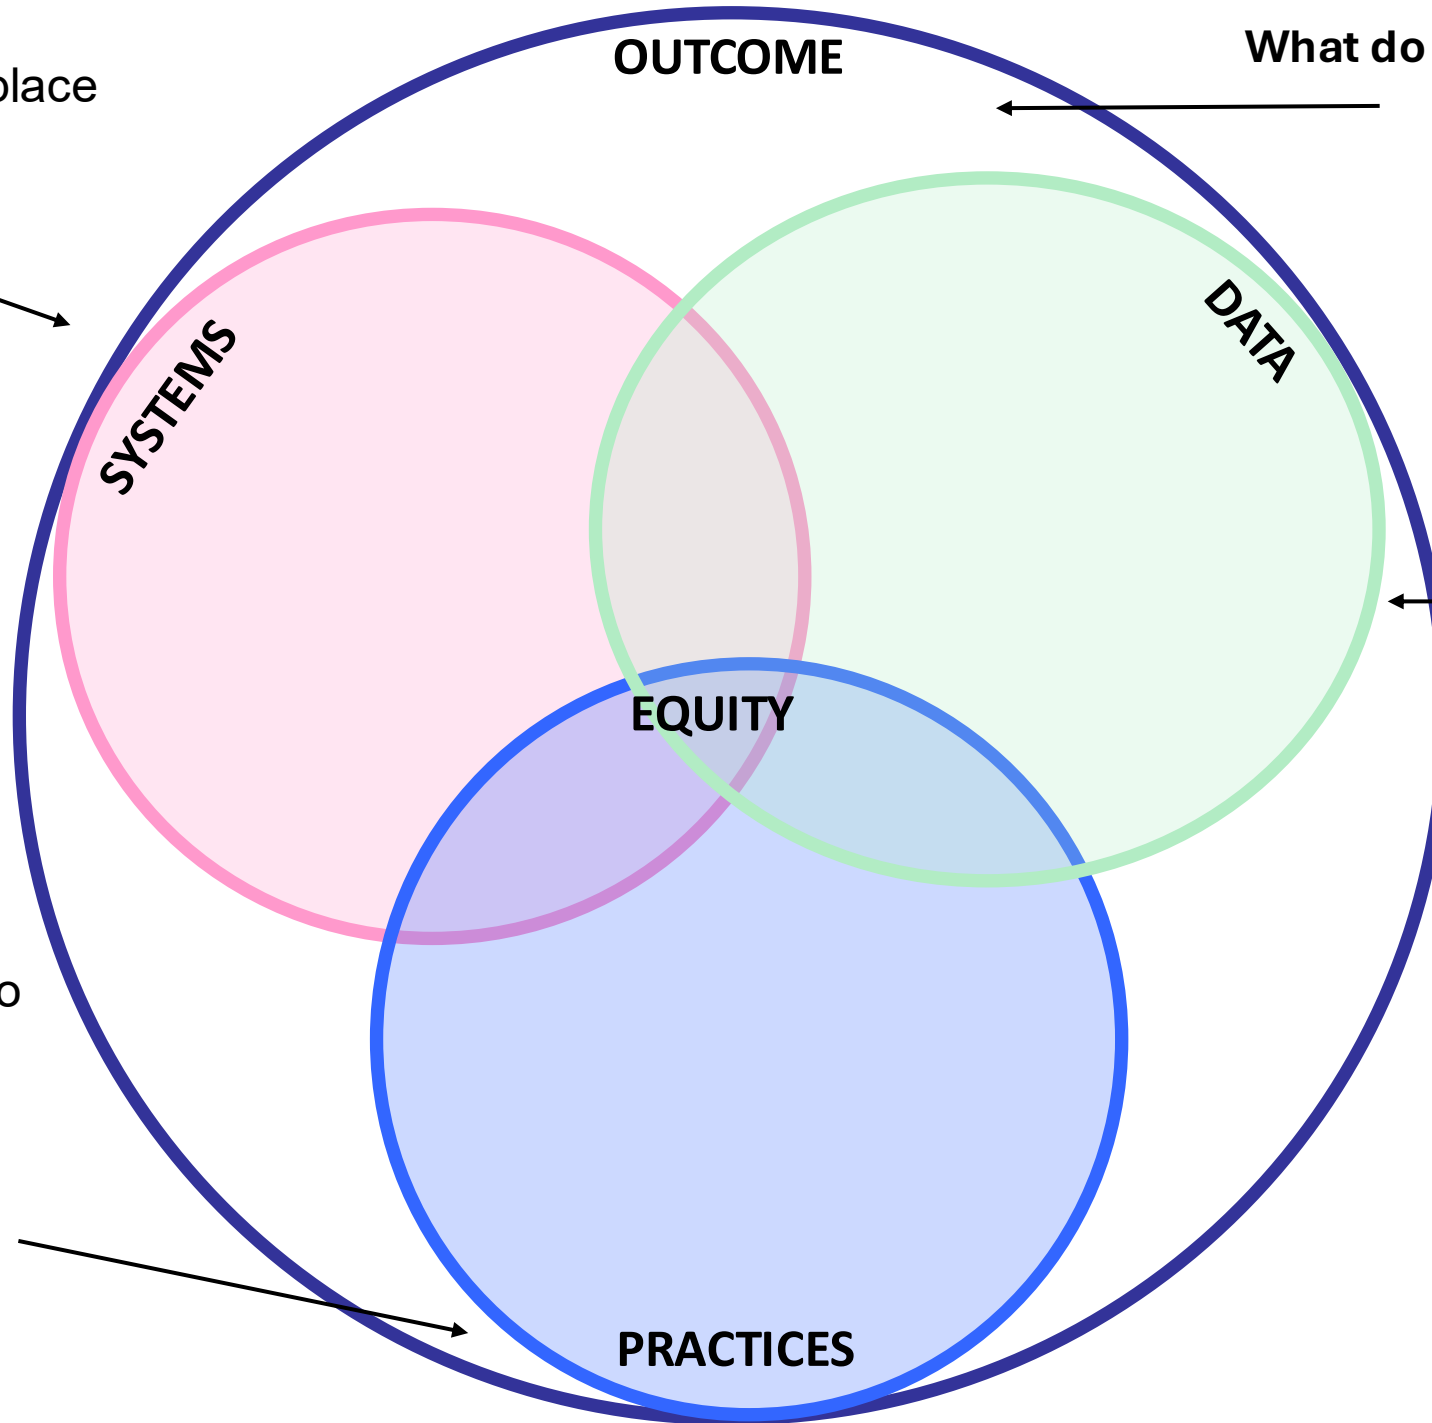 OUTCOME
What do
place
SYSTEMS
DATA
EQUITY
o
PRACTICES